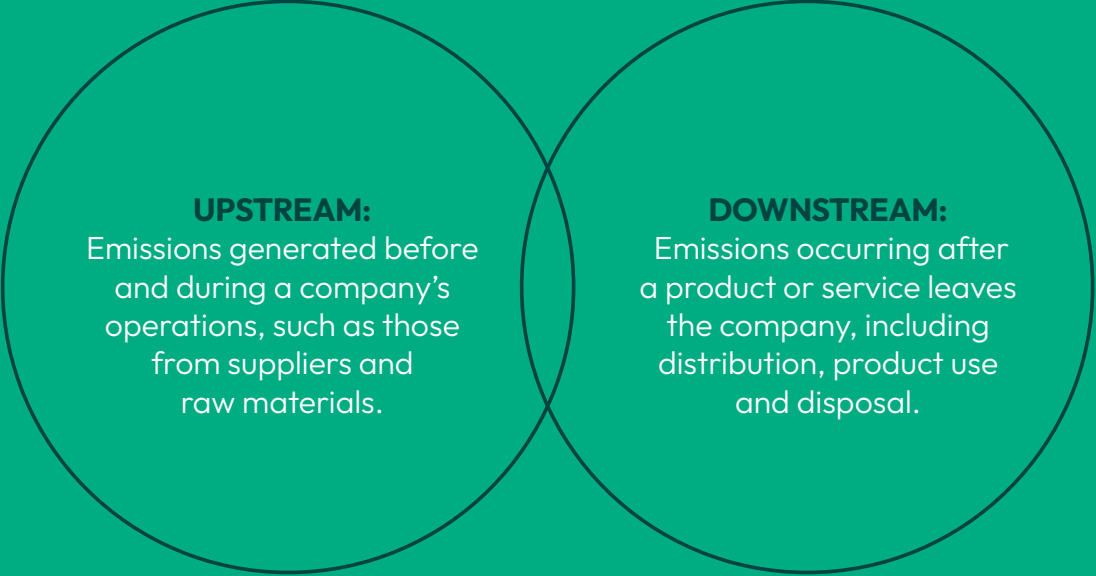 UPSTREAM:
Emissions generated before
and during a company’s
operations, such as those
from suppliers and
raw materials.
DOWNSTREAM:
Emissions occurring after
a product or service leaves
the company, including
distribution, product use
and disposal.